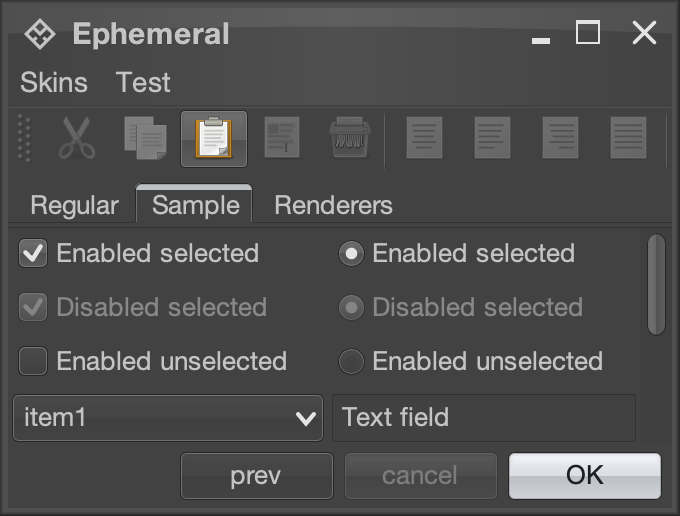 Ephemeral
Skins Test
Regular Sample Renderers
Enabled selected Enabled selected
Disabled selected Disabled selected
Enabled unselected Enabled unselected
item1 Text field
prev cancel OK